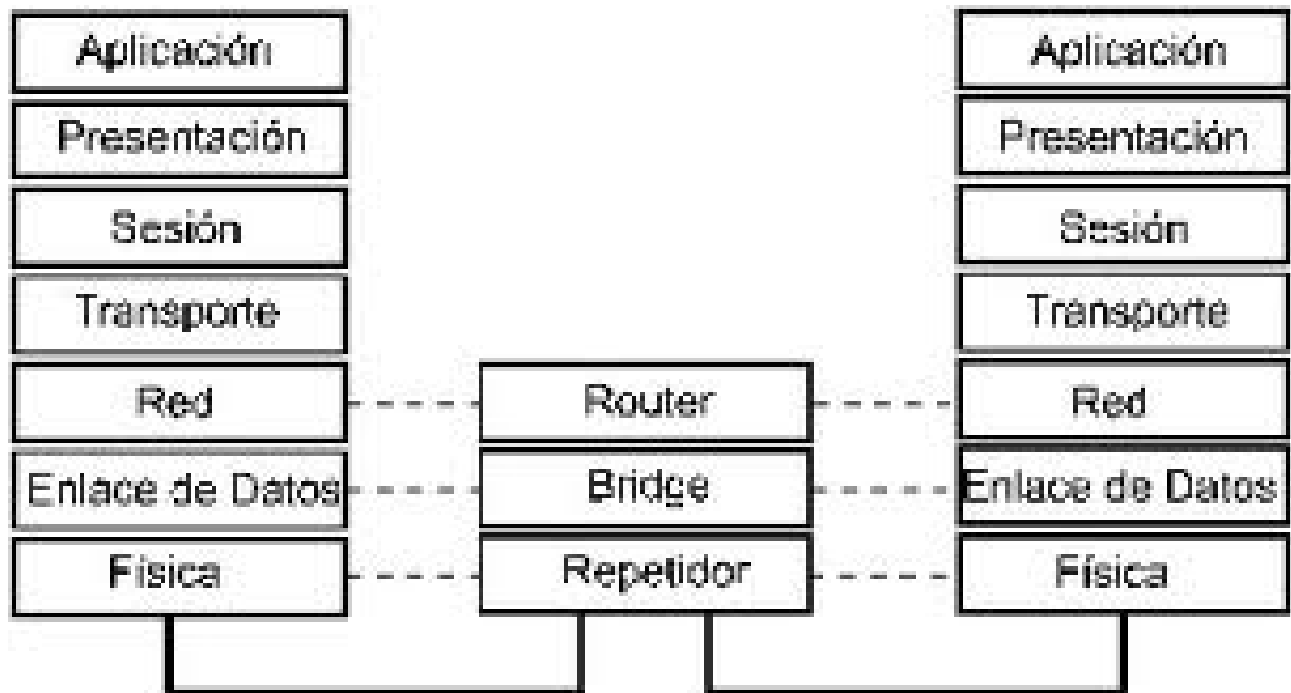 Aplicación
Presentación
Sesión
Transporte
Red
Enlace de Datos
Física
Router
Bridge
Repetidor
Aplicación
Presentación
Sesión
Transporte
Red
Enlace de Datos
Física